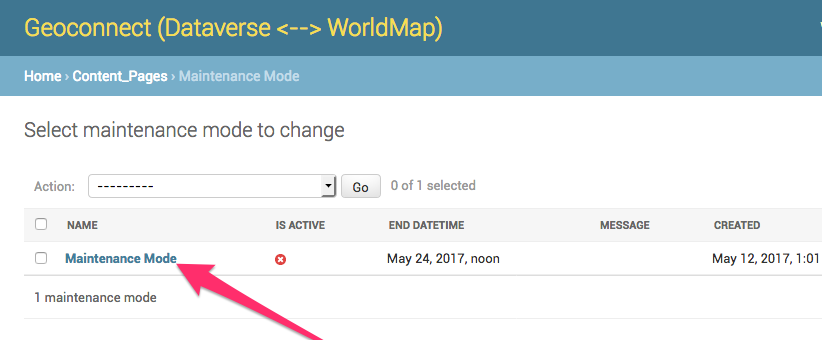 Geoconnect (Dataverse <--> WorldMap)
Home › Content_Pages › Maintenance Mode
Select maintenance mode to change
Action: --------- Go 0 of 1 selected
NAME IS ACTIVE END DATETIME MESSAGE CREATED
Maintenance Mode May 24, 2017, noon May 12, 2017, 1:01
1 maintenance mode